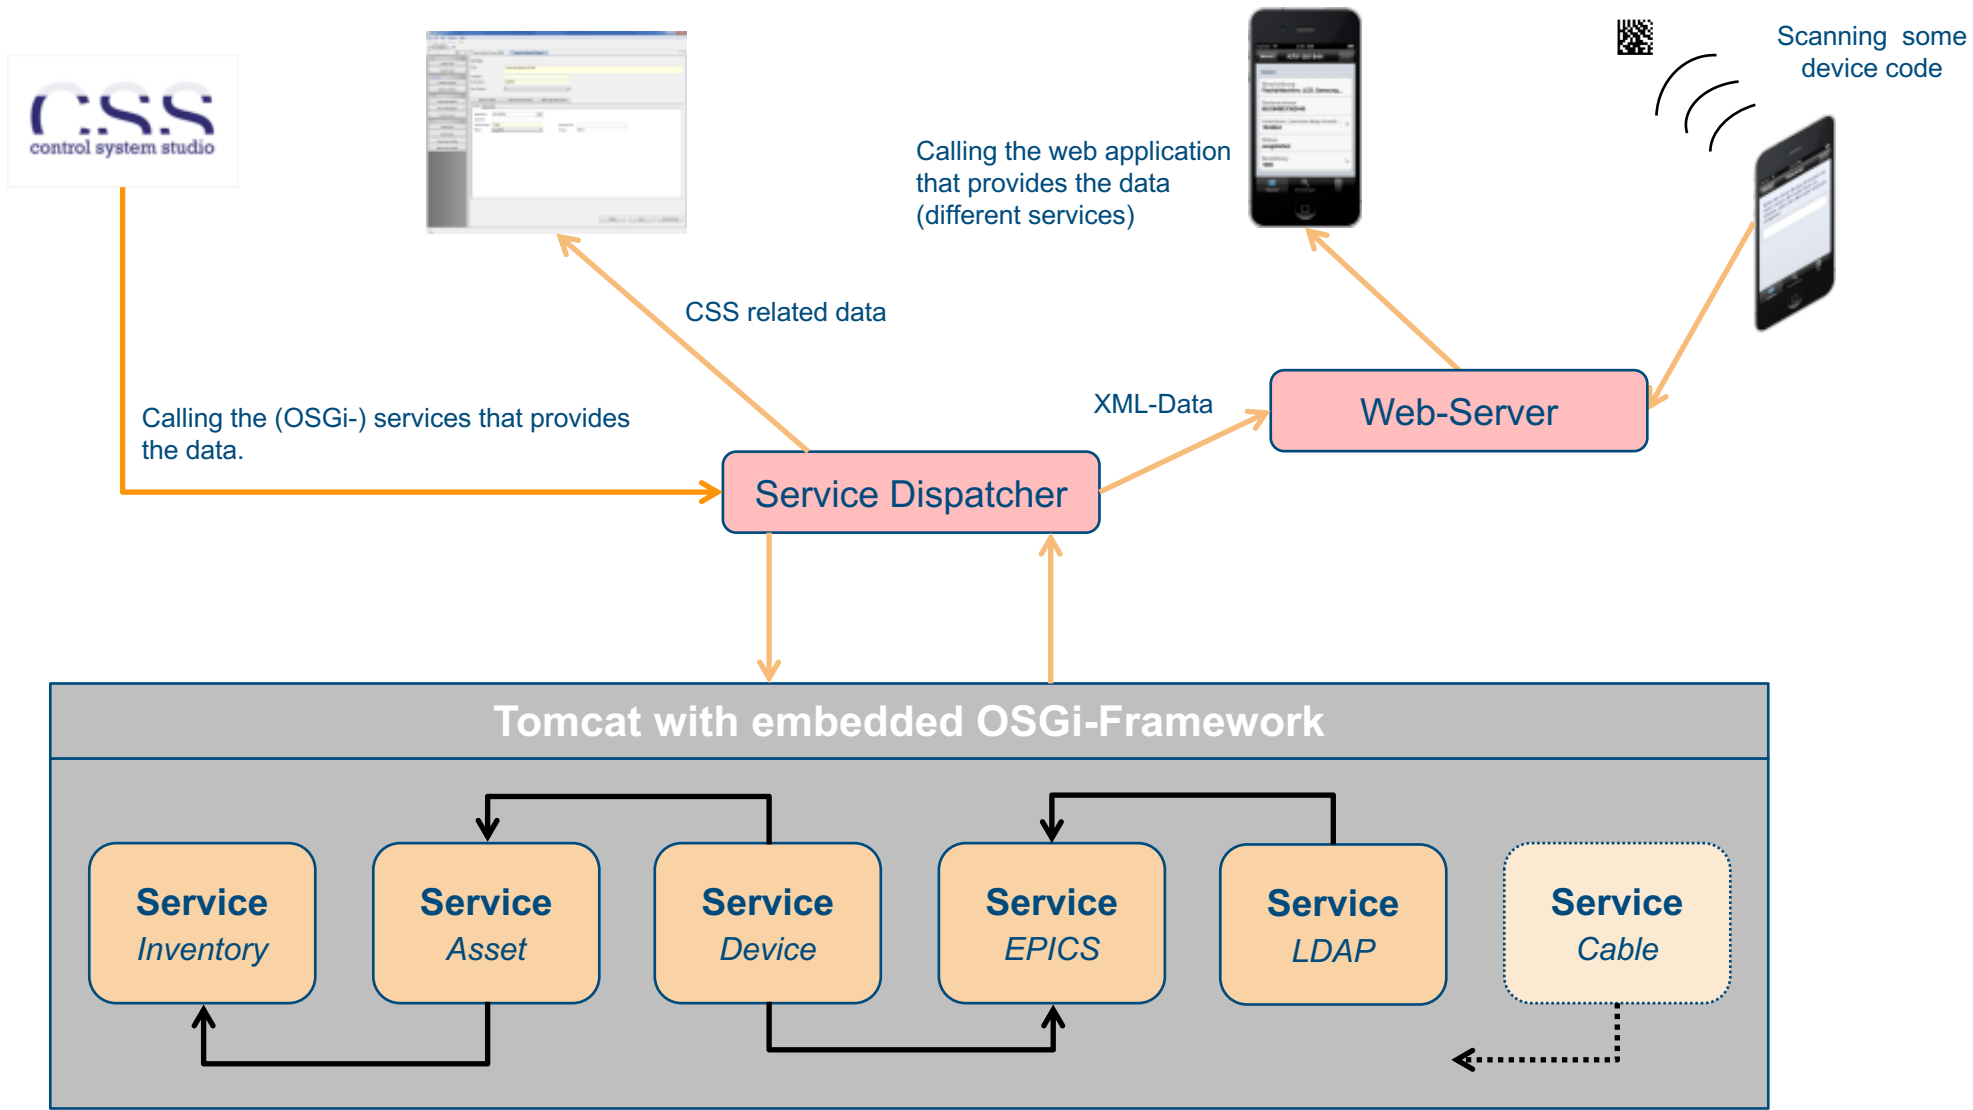 CSS
control system studio
Scanning some
device code
Calling the web application
that provides the data
(different services)
CSS related data
XML-Data
Web-Server
Calling the (OSGi-) services that provides
the data.
Service Dispatcher
Tomcat with embedded OSGi-Framework
Service
Inventory
Service
Asset
Service
Device
Service
EPICS
Service
LDAP
Service
Cable